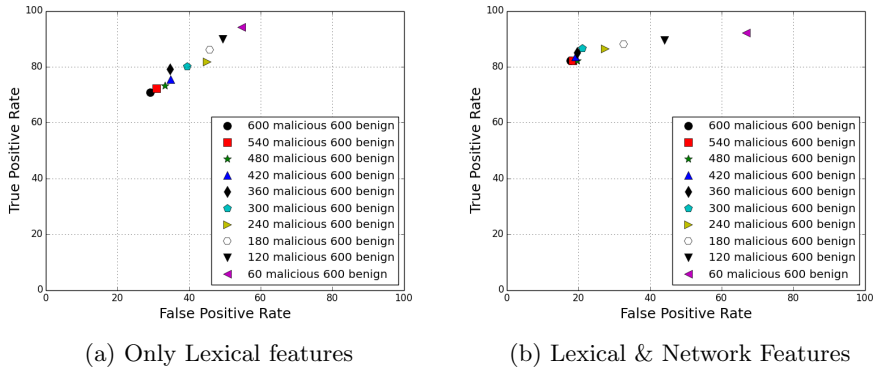 100
80
60
40
20
0
0
20
40
60
80
100
True Positive Rate
False Positive Rate
600 malicious 600 benign
540 malicious 600 benign
480 malicious 600 benign
420 malicious 600 benign
360 malicious 600 benign
300 malicious 600 benign
240 malicious 600 benign
180 malicious 600 benign
120 malicious 600 benign
60 malicious 600 benign
(a) Only Lexical features
100
80
60
40
20
0
0
20
40
60
80
100
True Positive Rate
False Positive Rate
600 malicious 600 benign
540 malicious 600 benign
480 malicious 600 benign
420 malicious 600 benign
360 malicious 600 benign
300 malicious 600 benign
240 malicious 600 benign
180 malicious 600 benign
120 malicious 600 benign
60 malicious 600 benign
(b) Lexical & Network Features